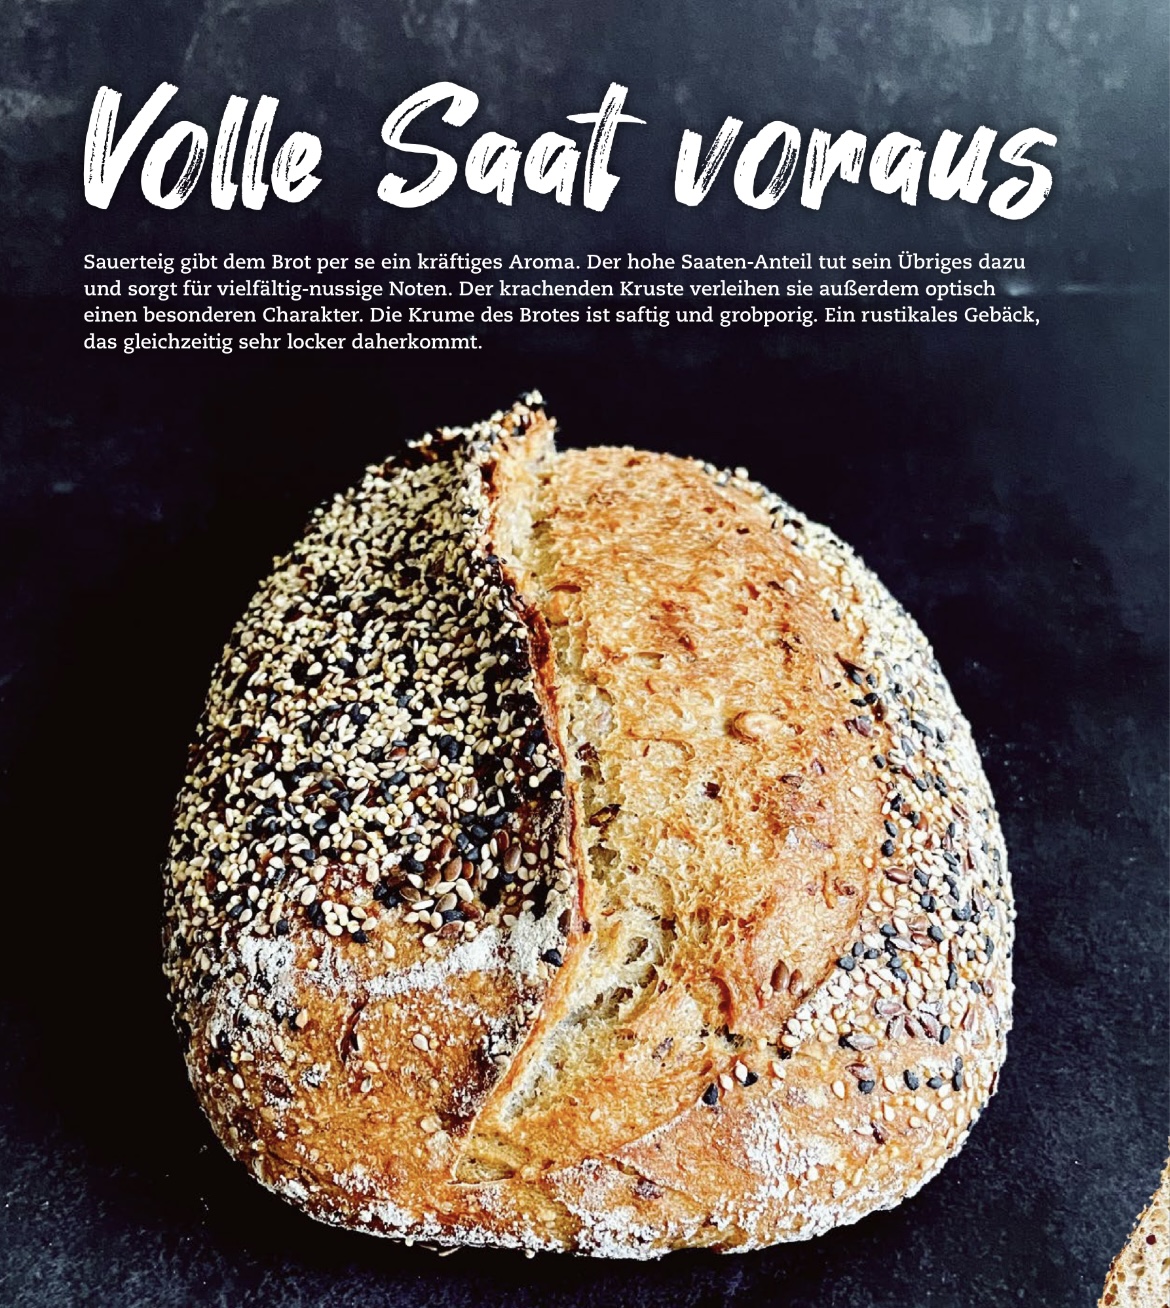 Volle Saat voraus
Sauerteig gibt dem Brot per se ein kräftiges Aroma. Der hohe Saaten-Anteil tut sein Übriges dazu
und sorgt für vielfältig-nussige Noten. Der krachenden Kruste verleihen sie außerdem optisch
einen besonderen Charakter. Die Krume des Brotes ist saftig und grobporig. Ein rustikales Gebäck,
das gleichzeitig sehr locker daherkommt.